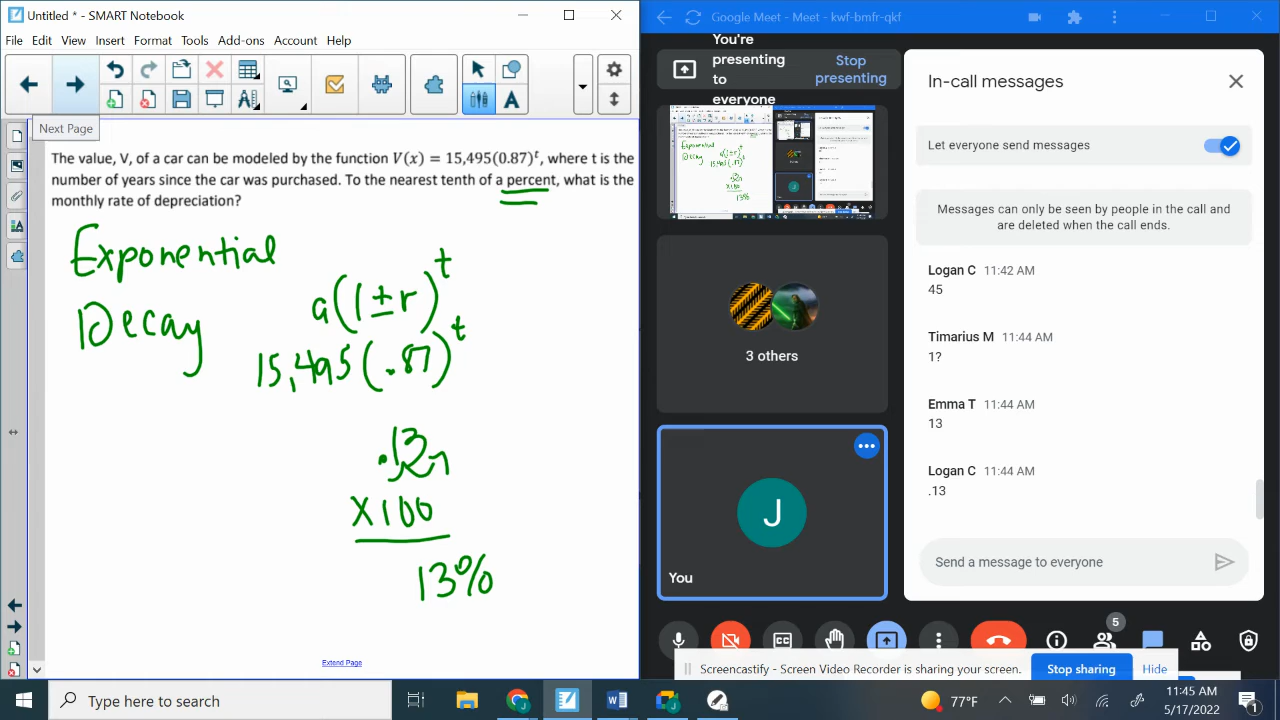 Untitled * - SMART Notebook
File Edit View Insert Format Tools Add-ons Account Help
Next Page
The value, V, of a car can be modeled by the function V(x) = 15,495(0.87)^t, where t is the
number of years since the car was purchased. To the nearest tenth of a percent, what is the
monthly rate of depreciation?
Exponential
Decay
a(1±r)^t
15,495(.87)^t
.13
x100
13%
Extend Page
Google Meet - kwf-bmfr-qkf
You're
presenting
to
everyone
Stop
presenting
3 others
J
You
In-call messages
Let everyone send messages
Messages can only be seen by people in the call and
are deleted when the call ends.
Logan C 11:42 AM
45
Timarius M 11:44 AM
1?
Emma T 11:44 AM
13
Logan C 11:44 AM
.13
Send a message to everyone
5
Screencastify - Screen Video Recorder is sharing your screen.
Stop sharing
Hide
Type here to search
77°F
11:45 AM
5/17/2022
1